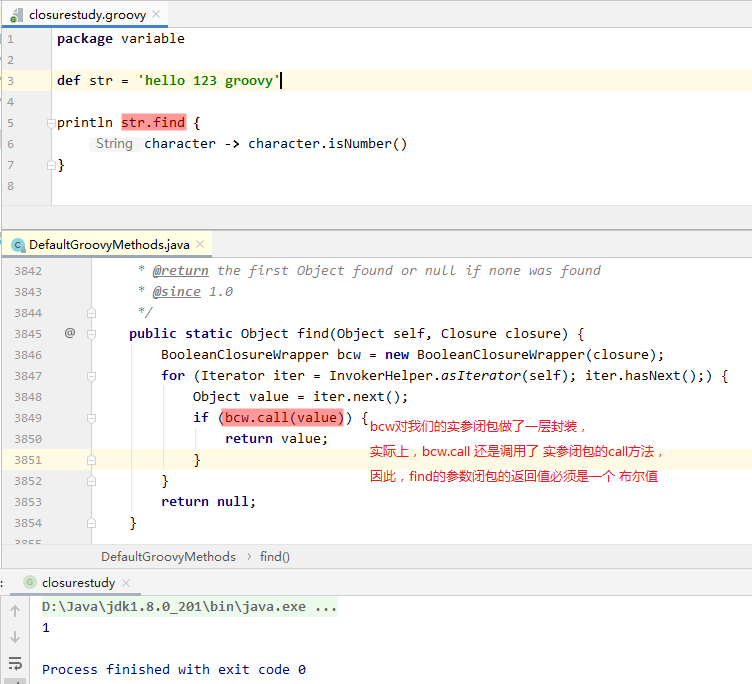 closurestudy.groovy ×
1 package variable
2
3 def str = 'hello 123 groovy'
4
5 println str.find {
6 String character -> character.isNumber()
7 }
8
DefaultGroovyMethods.java ×
3842 * @return the first Object found or null if none was found
3843 * @since 1.0
3844 */
3845 @ public static Object find(Object self, Closure closure) {
3846 BooleanClosureWrapper bcw = new BooleanClosureWrapper(closure);
3847 for (Iterator iter = InvokerHelper.asIterator(self); iter.hasNext();) {
3848 Object value = iter.next();
3849 if (bcw.call(value)) {
bcw对我们的实参闭包做了一层封装，
3850 return value;
实际上，bcw.call 还是调用了 实参闭包的call方法，
3851 }
因此，find的参数闭包的返回值必须是一个 布尔值
3852 }
3853 return null;
3854 }
3855
DefaultGroovyMethods › find()
: closurestudy ×
D:\Java\jdk1.8.0_201\bin\java.exe ...
1
Process finished with exit code 0